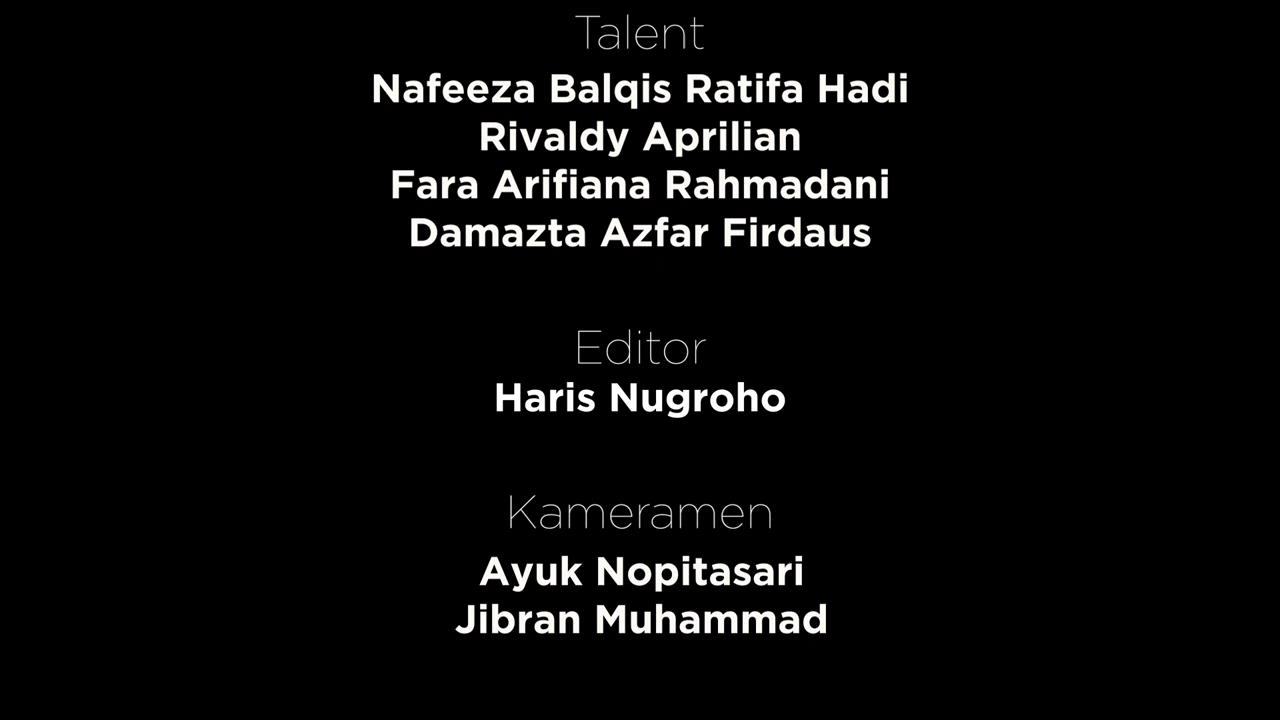 Talent
Nafeeza Balqis Ratifa Hadi
Rivaldy Aprilian
Fara Arifiana Rahmadani
Damazta Azfar Firdaus
Editor
Haris Nugroho
Kameramen
Ayuk Nopitasari
Jibran Muhammad